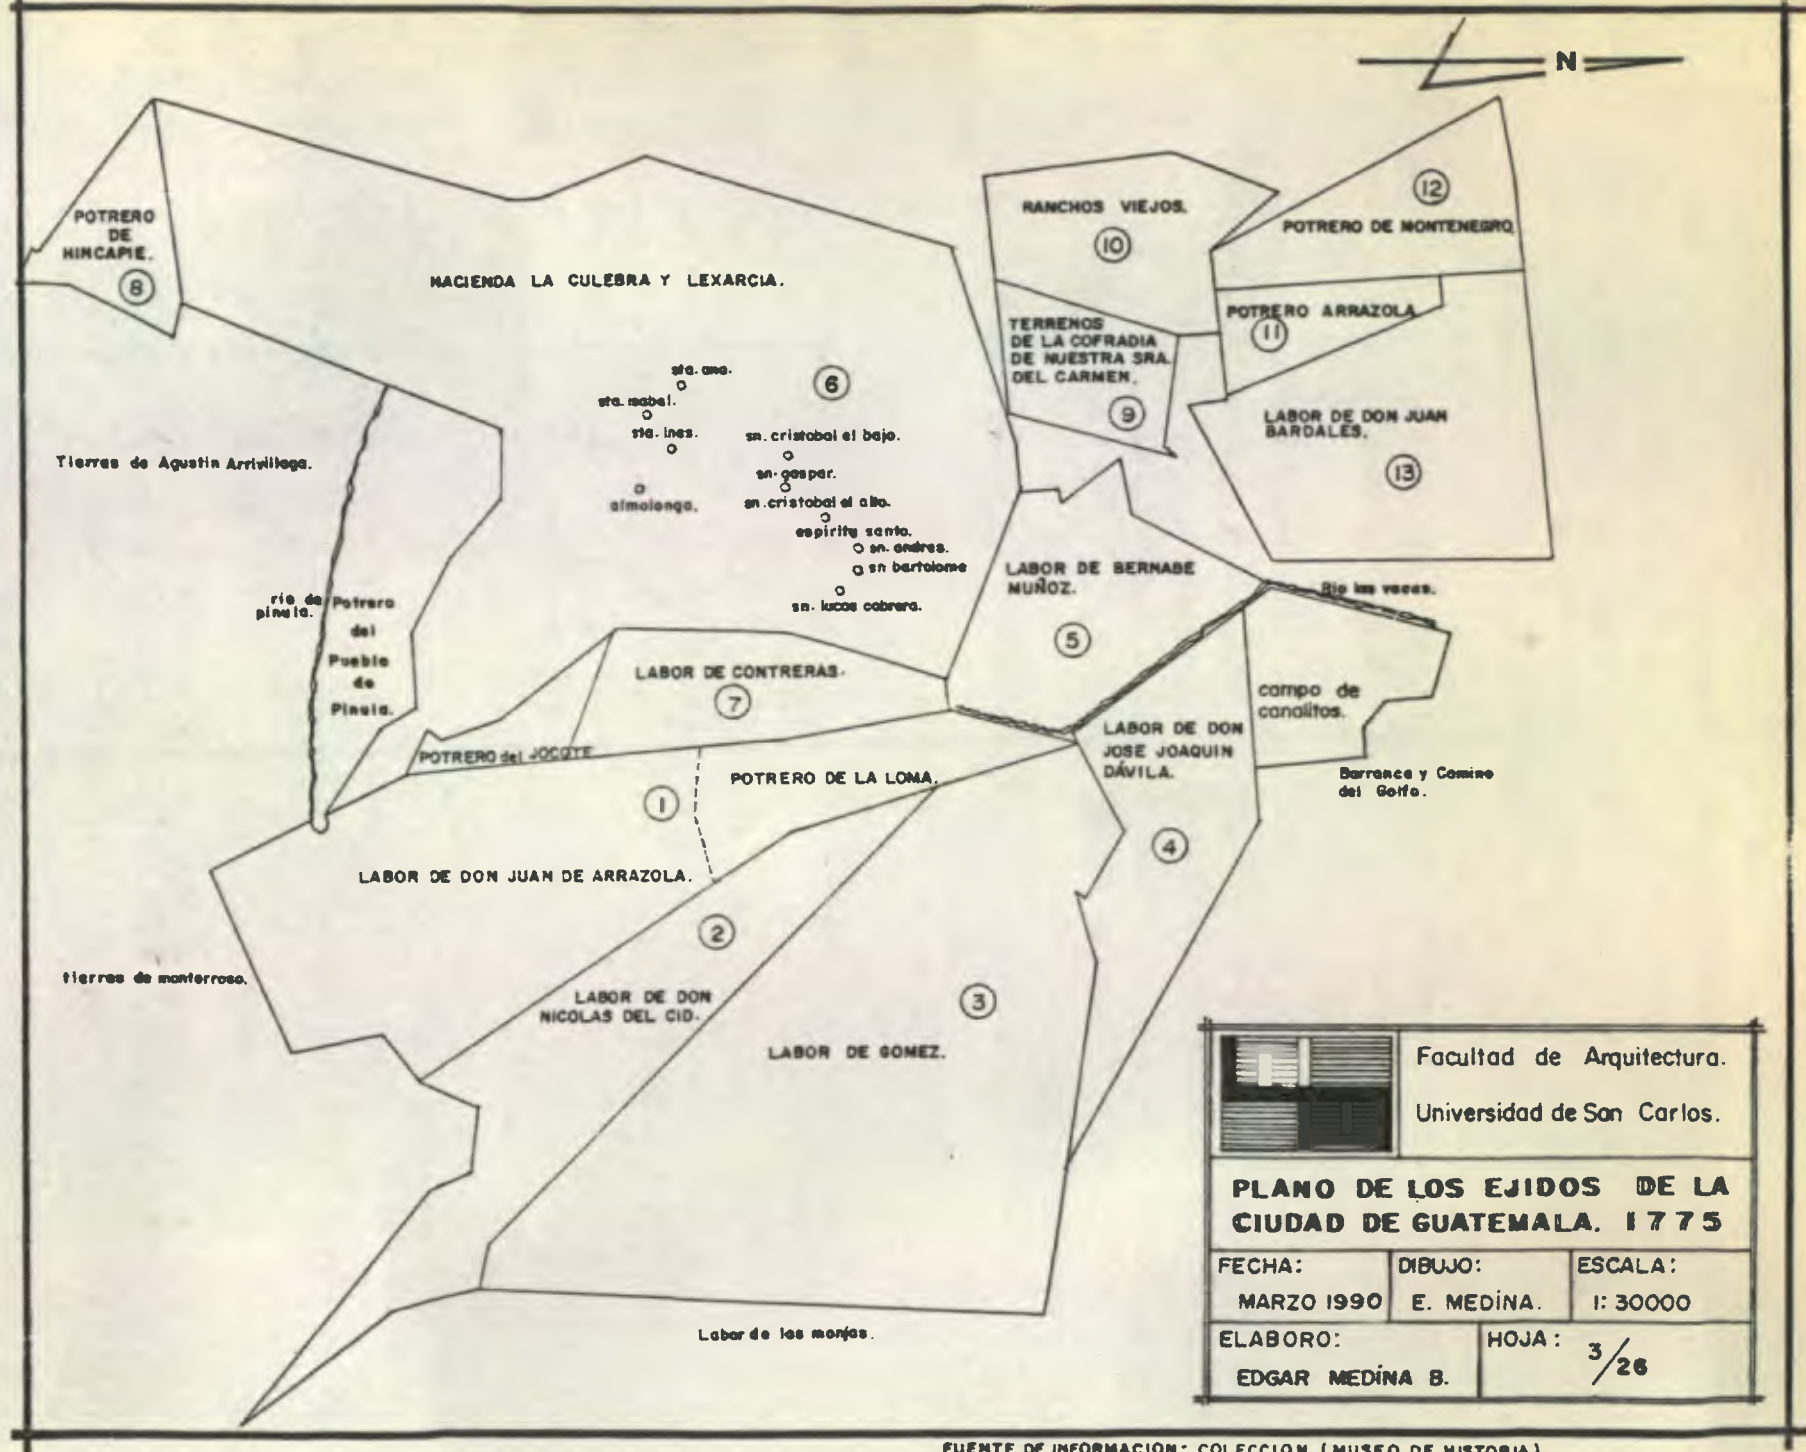 N
POTRERO
DE
HINCAPIE.
8
HACIENDA LA CULEBRA Y LEXARCIA.
RANCHOS VIEJOS.
10
12
POTRERO DE MONTENEGRO
POTRERO ARRAZOLA
11
TERRENOS
DE LA COFRADIA
DE NUESTRA SRA.
DEL CARMEN.
9
LABOR DE DON JUAN
BARDALES.
13
6
sta. ana.
sta. isabel.
sta. ines.
almolonga.
sn. cristobal el bajo.
sn. gaspar.
sn. cristobal el alto.
espiritu santo.
sn. andres.
sn bartolome
sn. lucas cabrera.
Tierras de Agustin Arrivillaga.
rio de
pinula.
Potrero
del
Pueblo
de
Pinula.
LABOR DE BERNABE
MUÑOZ.
5
Rio las vacas.
LABOR DE CONTRERAS.
7
POTRERO del JOCOTE
campo de
canalitos.
LABOR DE DON
JOSE JOAQUIN
DÁVILA.
4
Barranca y Camino
del Golfo.
POTRERO DE LA LOMA.
1
LABOR DE DON JUAN DE ARRAZOLA.
2
LABOR DE DON
NICOLAS DEL CID.
tierras de monterroso.
3
LABOR DE GOMEZ.
Labor de las monjas.
Facultad de Arquitectura.
Universidad de San Carlos.
PLANO DE LOS EJIDOS DE LA
CIUDAD DE GUATEMALA. 1775
FECHA:
MARZO 1990
DIBUJO:
E. MEDÍNA.
ESCALA:
1: 30000
ELABORO:
EDGAR MEDÍNA B.
HOJA:
3/26
FUENTE DE INFORMACION: COLECCION (MUSEO DE HISTORIA)